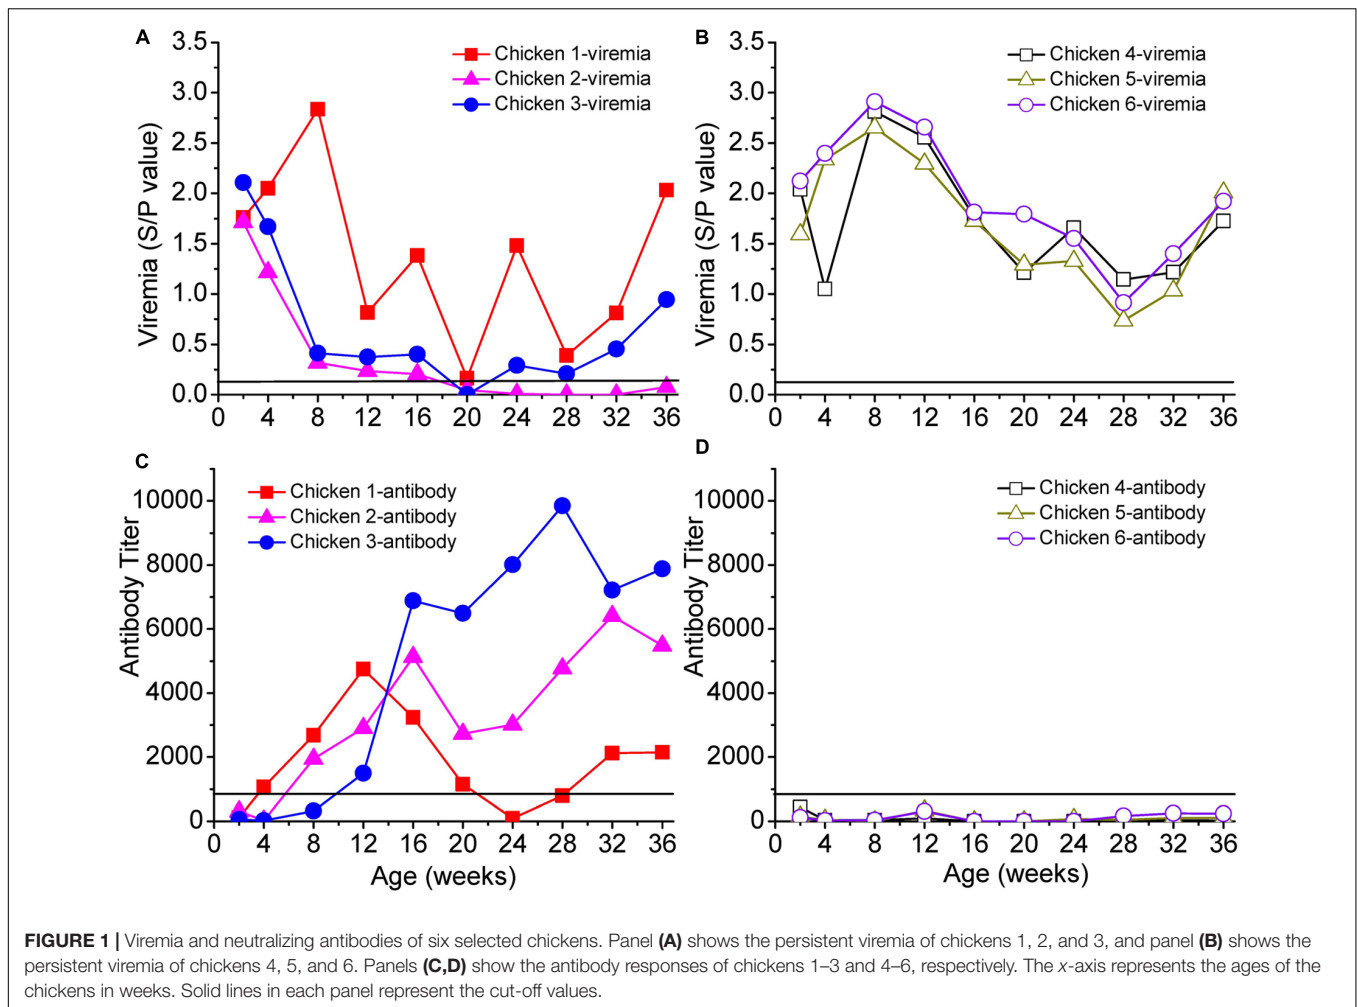 A
3.5
3.0
2.5
2.0
1.5
1.0
0.5
0.0
Viremia (S/P value)
Chicken 1-viremia
Chicken 2-viremia
Chicken 3-viremia
0 4 8 12 16 20 24 28 32 36
B
3.5
3.0
2.5
2.0
1.5
1.0
0.5
0.0
Viremia (S/P value)
Chicken 4-viremia
Chicken 5-viremia
Chicken 6-viremia
0 4 8 12 16 20 24 28 32 36
C
10000
8000
6000
4000
2000
0
Antibody Titer
Chicken 1-antibody
Chicken 2-antibody
Chicken 3-antibody
0 4 8 12 16 20 24 28 32 36
Age (weeks)
D
10000
8000
6000
4000
2000
0
Antibody Titer
Chicken 4-antibody
Chicken 5-antibody
Chicken 6-antibody
0 4 8 12 16 20 24 28 32 36
Age (weeks)
FIGURE 1 | Viremia and neutralizing antibodies of six selected chickens. Panel (A) shows the persistent viremia of chickens 1, 2, and 3, and panel (B) shows the
persistent viremia of chickens 4, 5, and 6. Panels (C,D) show the antibody responses of chickens 1–3 and 4–6, respectively. The x-axis represents the ages of the
chickens in weeks. Solid lines in each panel represent the cut-off values.